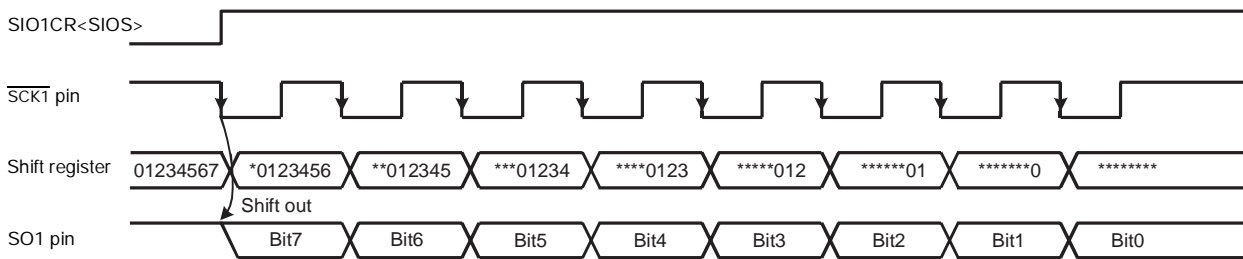 SIO1CR<SIOS>
SCK1 pin
Shift register 01234567 *0123456 **012345 ***01234 ****0123 *****012 ******01 *******0 ********
Shift out
SO1 pin Bit7 Bit6 Bit5 Bit4 Bit3 Bit2 Bit1 Bit0